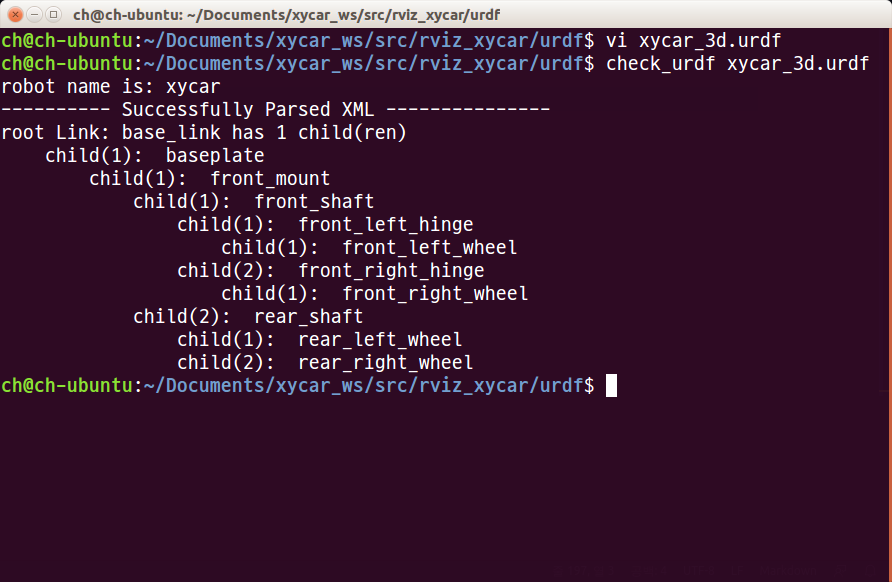 ch@ch-ubuntu: ~/Documents/xycar_ws/src/rviz_xycar/urdf
ch@ch-ubuntu:~/Documents/xycar_ws/src/rviz_xycar/urdf$ vi xycar_3d.urdf
ch@ch-ubuntu:~/Documents/xycar_ws/src/rviz_xycar/urdf$ check_urdf xycar_3d.urdf
robot name is: xycar
---------- Successfully Parsed XML ---------------
root Link: base_link has 1 child(ren)
    child(1):  baseplate
        child(1):  front_mount
            child(1):  front_shaft
                child(1):  front_left_hinge
                    child(1):  front_left_wheel
                child(2):  front_right_hinge
                    child(1):  front_right_wheel
            child(2):  rear_shaft
                child(1):  rear_left_wheel
                child(2):  rear_right_wheel
ch@ch-ubuntu:~/Documents/xycar_ws/src/rviz_xycar/urdf$